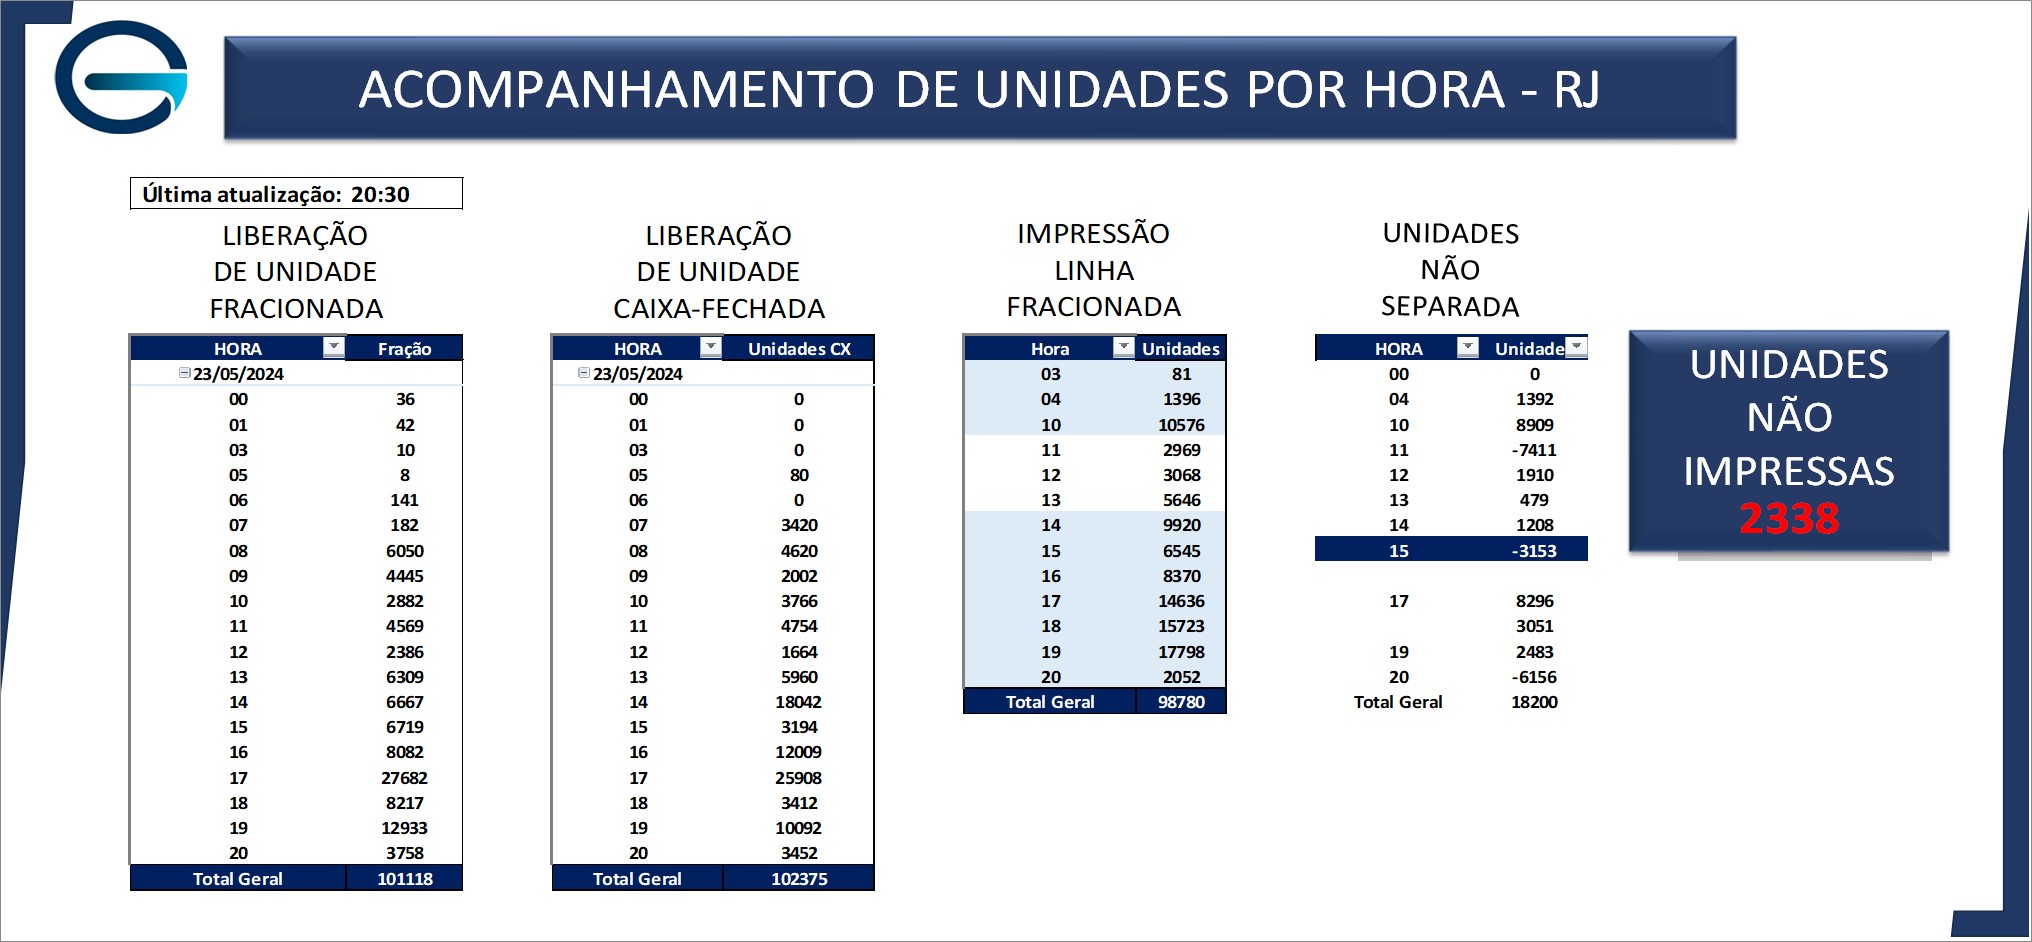 ACOMPANHAMENTO DE UNIDADES POR HORA - RJ
Última atualização: 20:30
LIBERAÇÃO
DE UNIDADE
FRACIONADA
HORA Fração
23/05/2024
00 36
01 42
03 10
05 8
06 141
07 182
08 6050
09 4445
10 2882
11 4569
12 2386
13 6309
14 6667
15 6719
16 8082
17 27682
18 8217
19 12933
20 3758
Total Geral 101118
LIBERAÇÃO
DE UNIDADE
CAIXA-FECHADA
HORA Unidades CX
23/05/2024
00 0
01 0
03 0
05 80
06 0
07 3420
08 4620
09 2002
10 3766
11 4754
12 1664
13 5960
14 18042
15 3194
16 12009
17 25908
18 3412
19 10092
20 3452
Total Geral 102375
IMPRESSÃO
LINHA
FRACIONADA
Hora Unidades
03 81
04 1396
10 10576
11 2969
12 3068
13 5646
14 9920
15 6545
16 8370
17 14636
18 15723
19 17798
20 2052
Total Geral 98780
UNIDADES
NÃO
SEPARADA
HORA Unidade
00 0
04 1392
10 8909
11 -7411
12 1910
13 479
14 1208
15 -3153
17 8296
3051
19 2483
20 -6156
Total Geral 18200
UNIDADES
NÃO
IMPRESSAS
2338